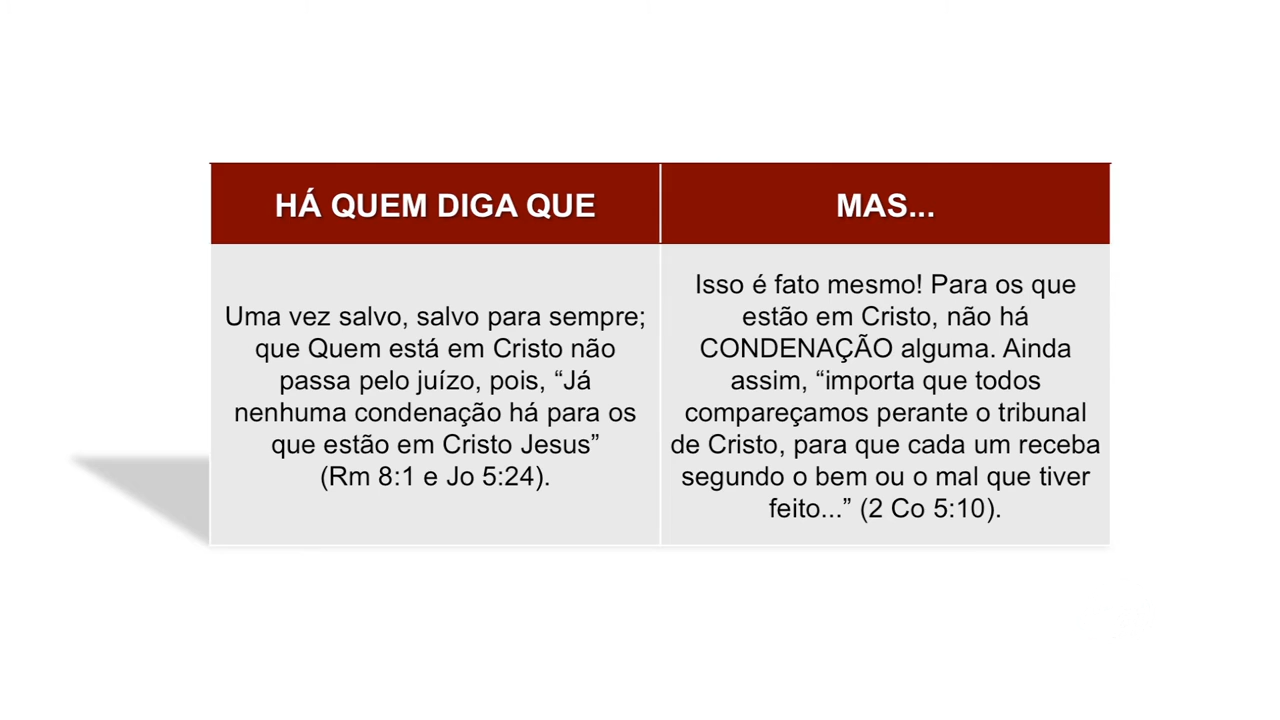 HÁ QUEM DIGA QUE
MAS...
Uma vez salvo, salvo para sempre;
que Quem está em Cristo não
passa pelo juízo, pois, “Já
nenhuma condenação há para os
que estão em Cristo Jesus”
(Rm 8:1 e Jo 5:24).
Isso é fato mesmo! Para os que
estão em Cristo, não há
CONDENAÇÃO alguma. Ainda
assim, “importa que todos
compareçamos perante o tribunal
de Cristo, para que cada um receba
segundo o bem ou o mal que tiver
feito...” (2 Co 5:10).